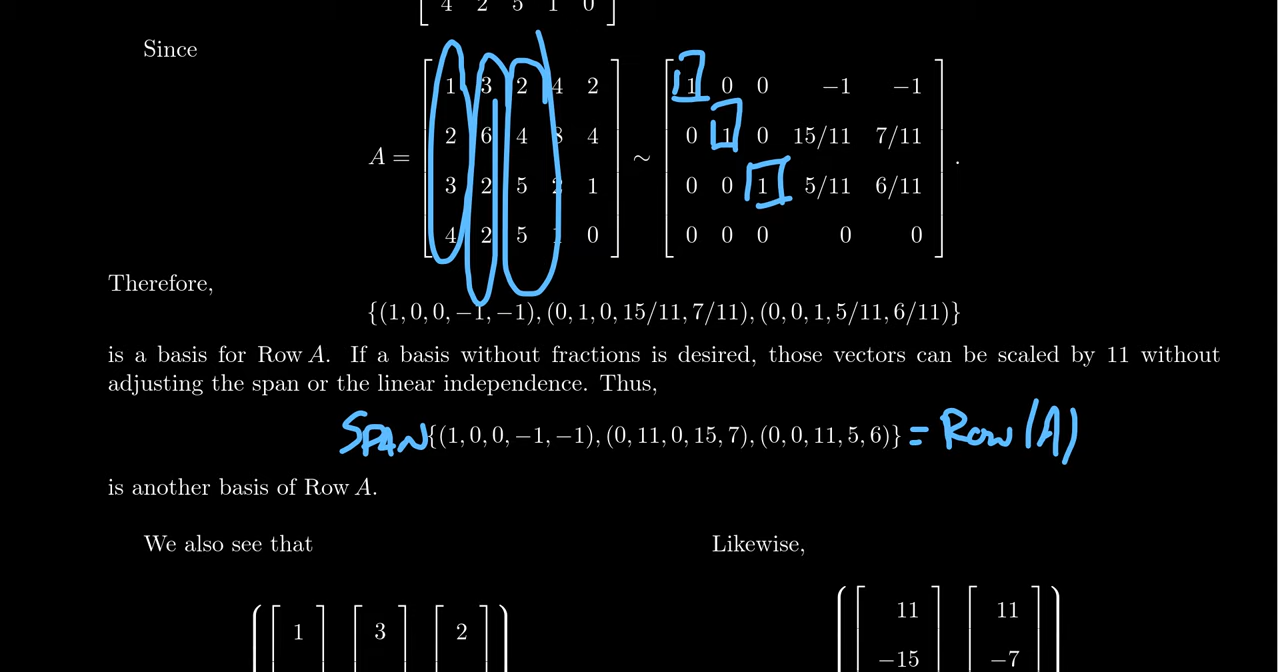 4 2 5 1 0
Since
A = [ 1 3 2 4 2 ] ~ [ 1 0 0 −1 −1 ]
[ 2 6 4 8 4 ] [ 0 1 0 15/11 7/11 ]
[ 3 2 5 2 1 ] [ 0 0 1 5/11 6/11 ] .
[ 4 2 5 1 0 ] [ 0 0 0 0 0 ]
Therefore,
{(1, 0, 0, −1, −1), (0, 1, 0, 15/11, 7/11), (0, 0, 1, 5/11, 6/11)}
is a basis for Row A. If a basis without fractions is desired, those vectors can be scaled by 11 without
adjusting the span or the linear independence. Thus,
SPAN {(1, 0, 0, −1, −1), (0, 11, 0, 15, 7), (0, 0, 11, 5, 6)} = Row (A)
is another basis of Row A.
We also see that Likewise,
1 3 2 11 11
−15 −7